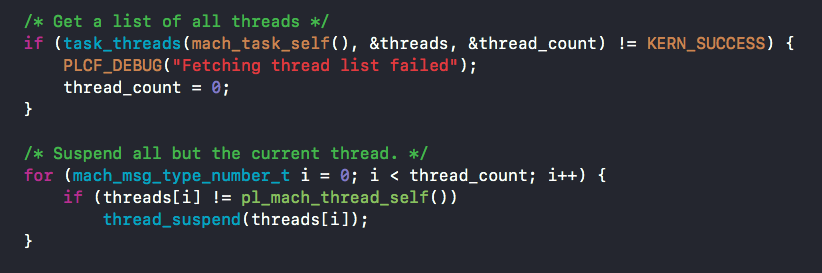 /* Get a list of all threads */
if (task_threads(mach_task_self(), &threads, &thread_count) != KERN_SUCCESS) {
    PLCF_DEBUG("Fetching thread list failed");
    thread_count = 0;
}

/* Suspend all but the current thread. */
for (mach_msg_type_number_t i = 0; i < thread_count; i++) {
    if (threads[i] != pl_mach_thread_self())
        thread_suspend(threads[i]);
}